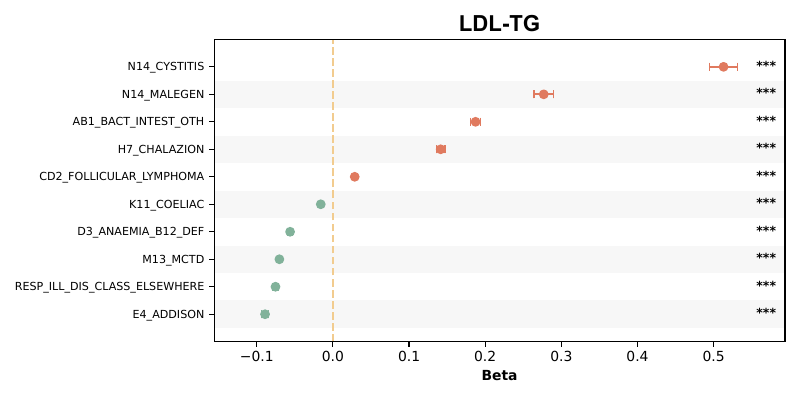 LDL-TG
N14_CYSTITIS ***
N14_MALEGEN ***
AB1_BACT_INTEST_OTH ***
H7_CHALAZION ***
CD2_FOLLICULAR_LYMPHOMA ***
K11_COELIAC ***
D3_ANAEMIA_B12_DEF ***
M13_MCTD ***
RESP_ILL_DIS_CLASS_ELSEWHERE ***
E4_ADDISON ***
−0.1 0.0 0.1 0.2 0.3 0.4 0.5
Beta